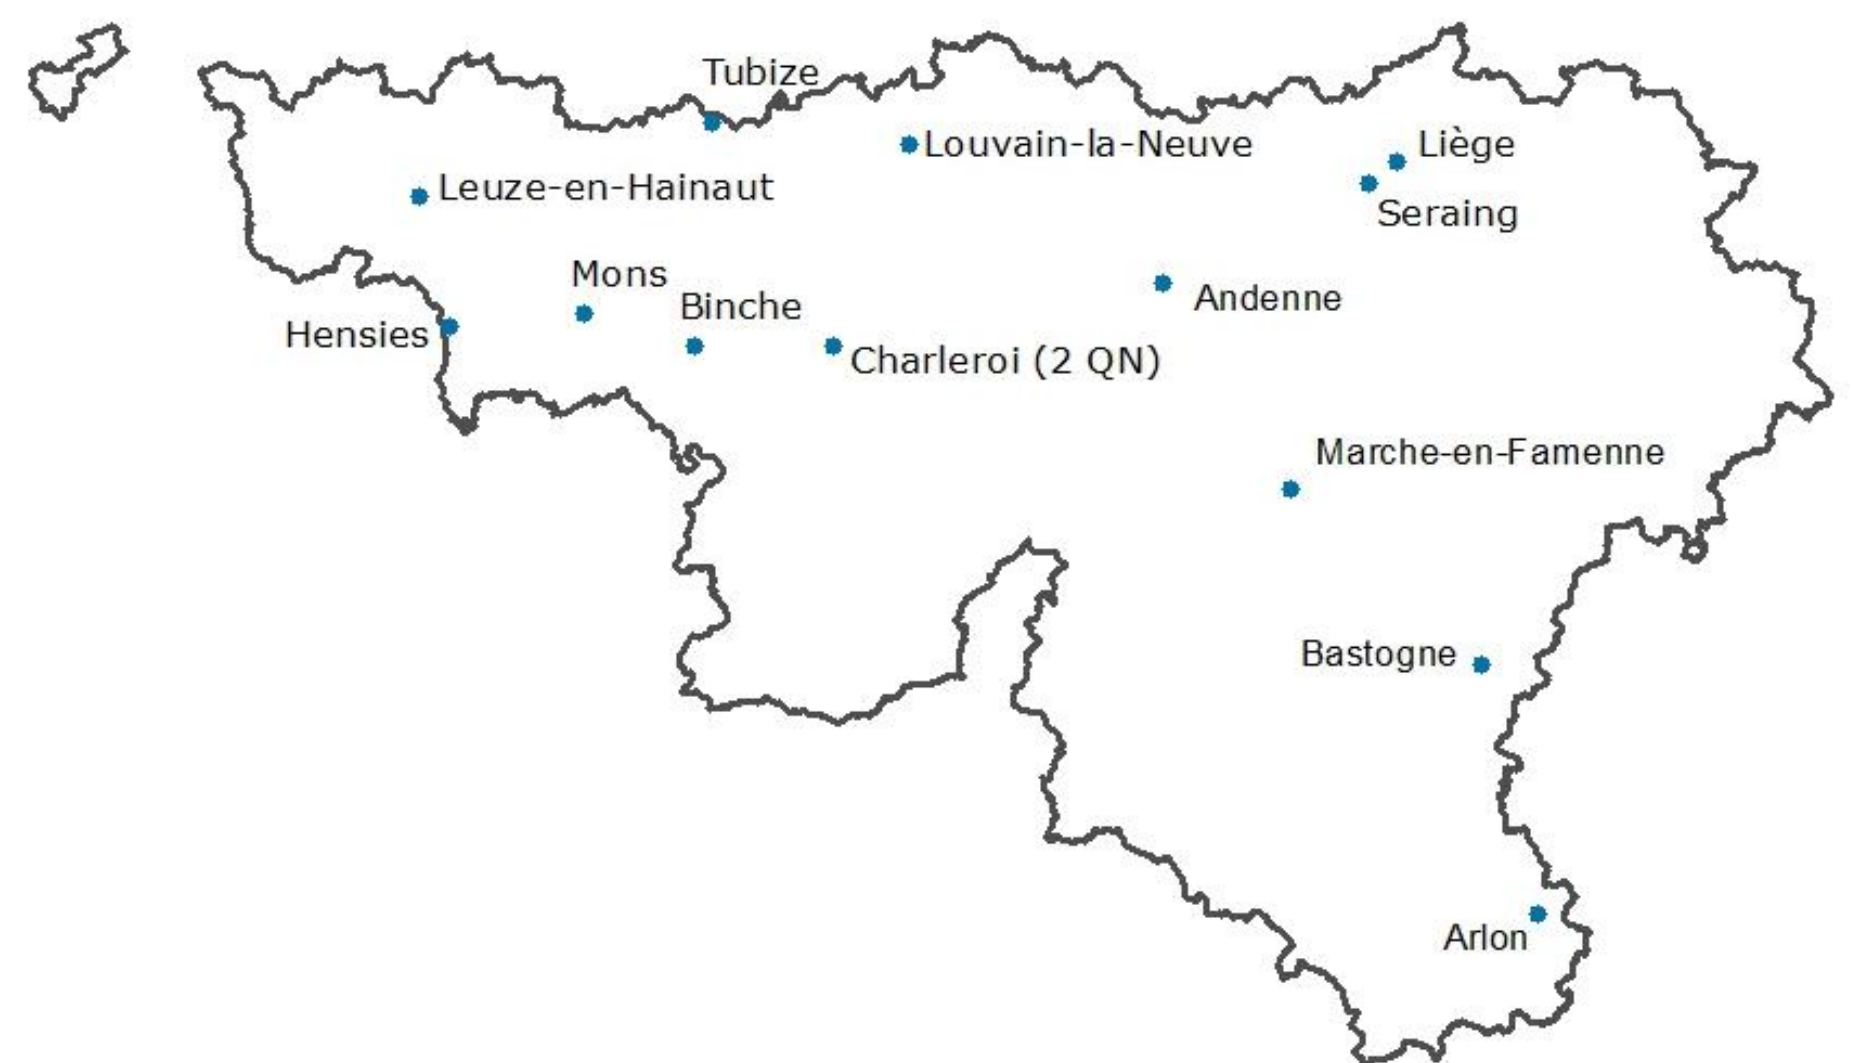 Tubize
Louvain-la-Neuve
Liège
Leuze-en-Hainaut
Seraing
Mons
Andenne
Binche
Hensies
Charleroi (2 QN)
Marche-en-Famenne
Bastogne
Arlon